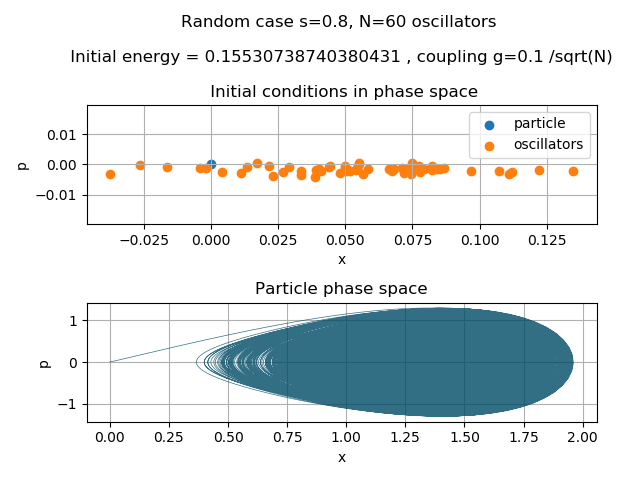 Random case s=0.8, N=60 oscillators
Initial energy = 0.15530738740380431 , coupling g=0.1 /sqrt(N)
Initial conditions in phase space
particle
oscillators
0.01
0.00
−0.01
p
−0.025 0.000 0.025 0.050 0.075 0.100 0.125
x
Particle phase space
1
0
−1
p
0.00 0.25 0.50 0.75 1.00 1.25 1.50 1.75 2.00
x